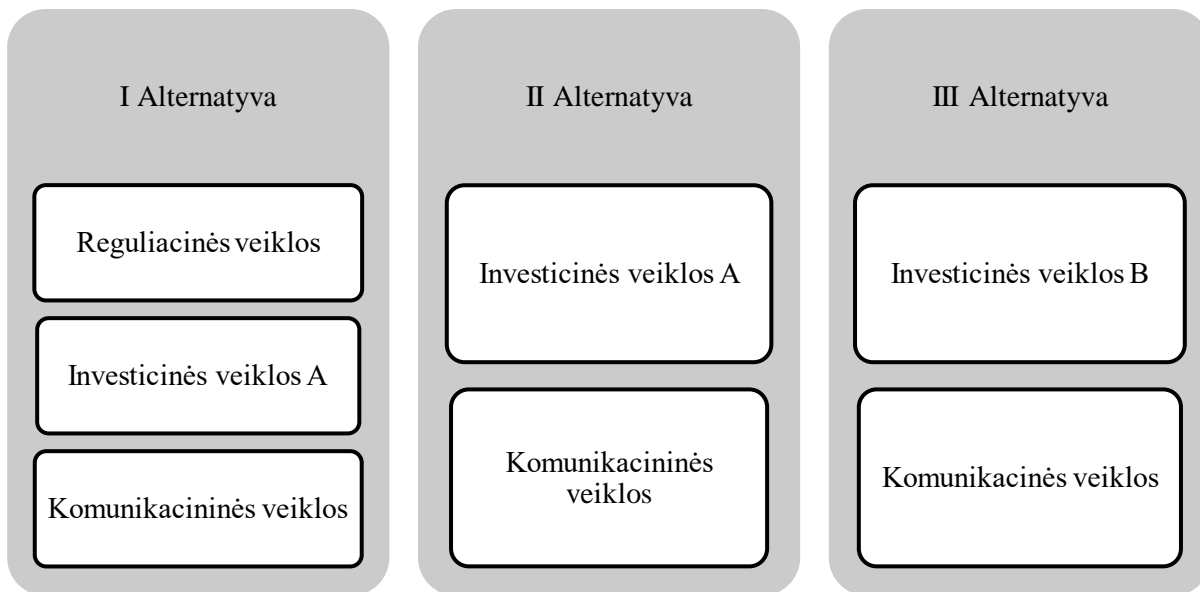 I Alternatyva
Reguliacinės veiklos
Investicinės veiklos A
Komunikacininės veiklos
II Alternatyva
Investicinės veiklos A
Komunikacininės
veiklos
III Alternatyva
Investicinės veiklos B
Komunikacinės veiklos